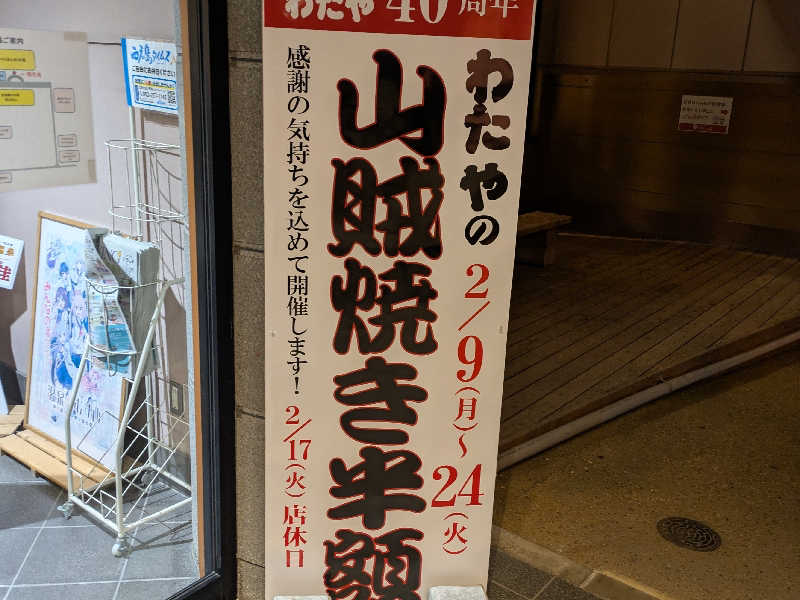 わたや 40周年
わたやの
山賊焼き半額
2/9(月)〜24(火)
感謝の気持ちを込めて開催します!
2/17(火)店休日